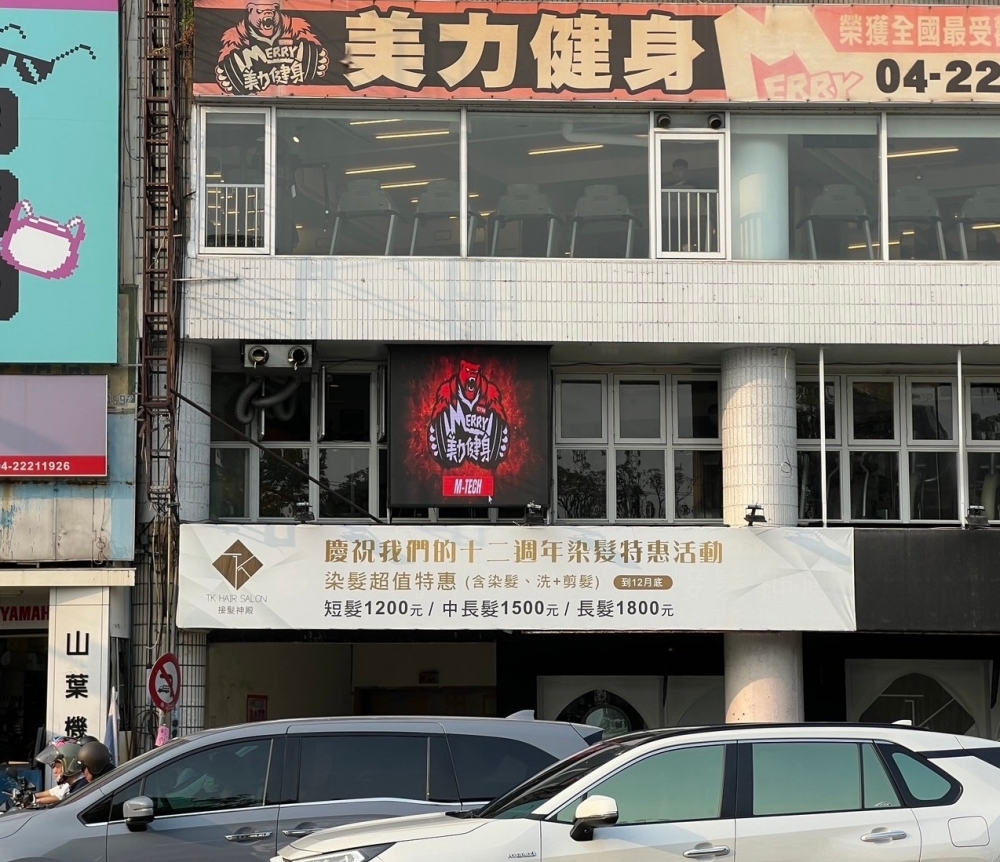 MERRY
美力健身
美力健身
MERRY
榮獲全國最受
04-22
GYM
MERRY
美力健身
M-TECH
4-22211926
TK HAIR SALON
接髮神殿
慶祝我們的十二週年染髮特惠活動
染髮超值特惠 (含染髮、洗+剪髮) 到12月底
短髮1200元 / 中長髮1500元 / 長髮1800元
YAMAH
山葉機